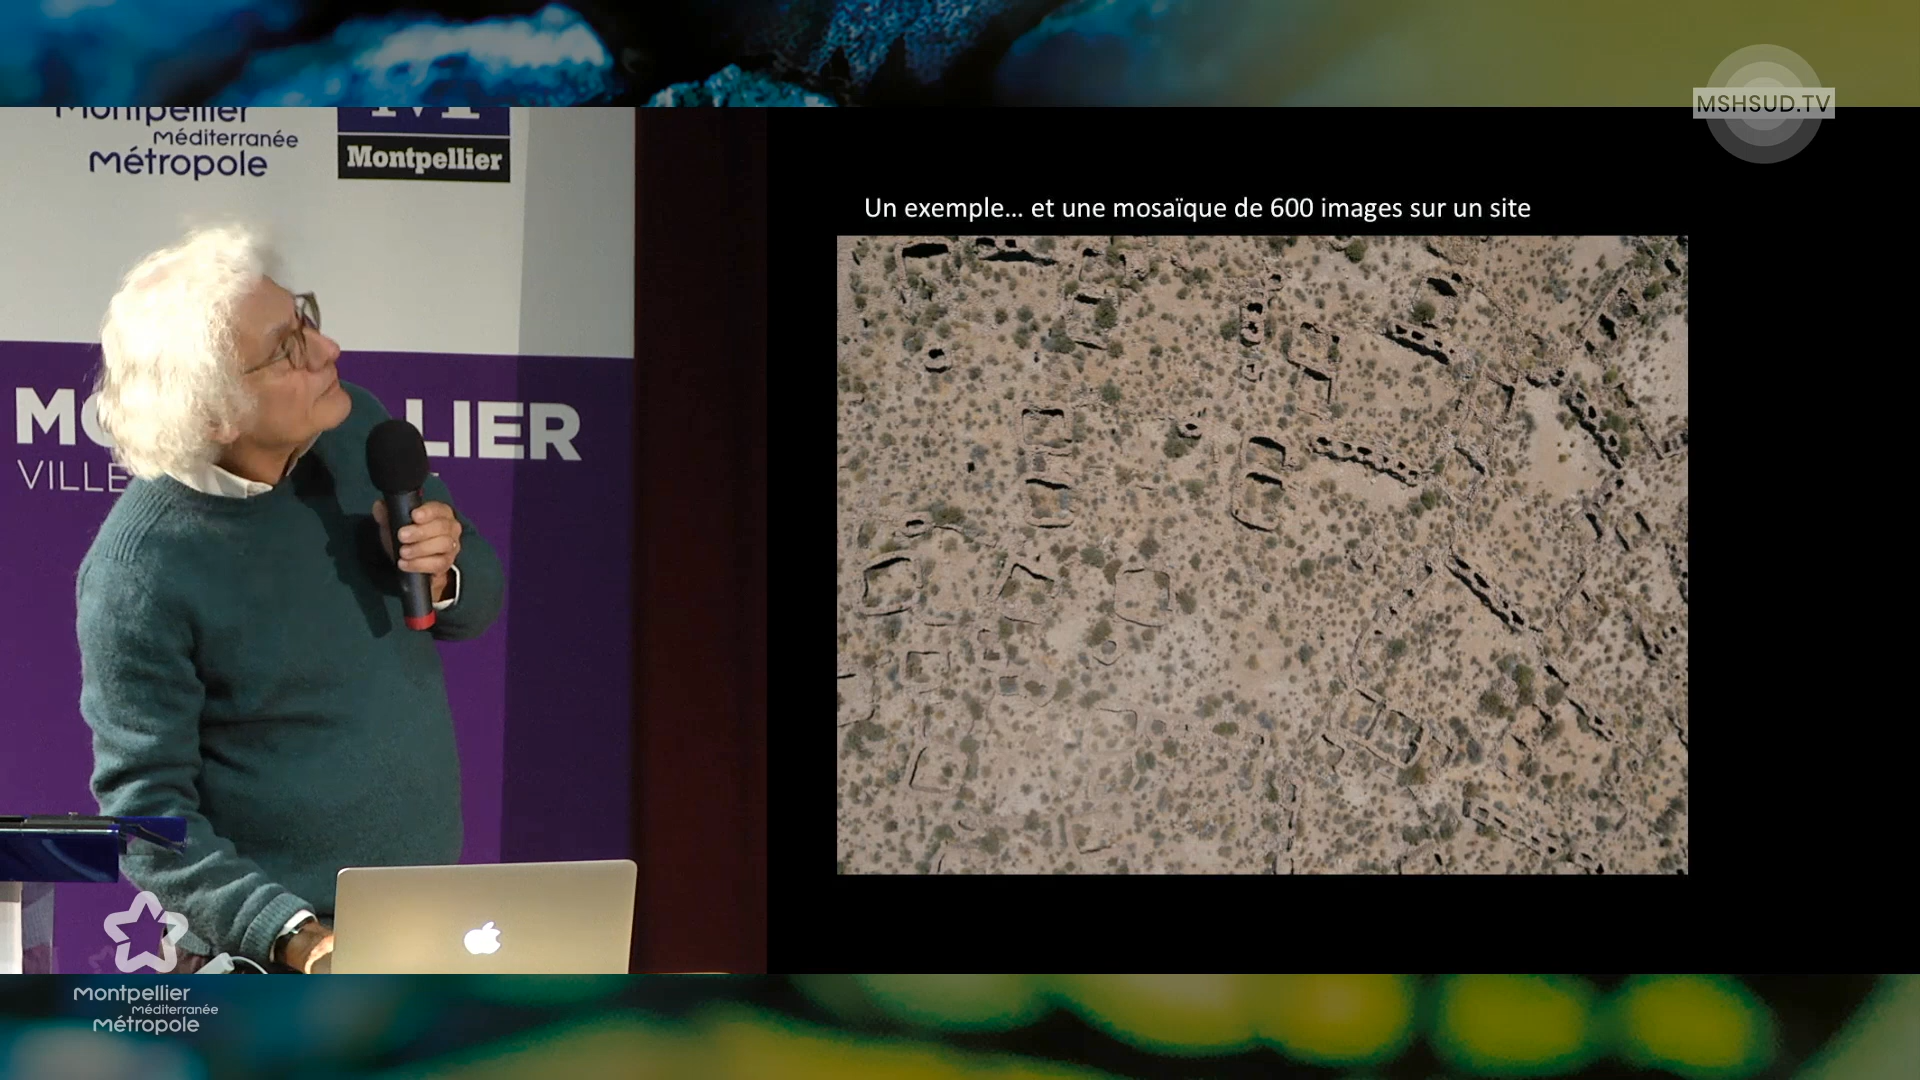 MSHSUD.TV
Montpellier
méditerranée
métropole
Montpellier
Un exemple... et une mosaïque de 600 images sur un site
LIER
VILLE
montpellier
méditerranée
métropole